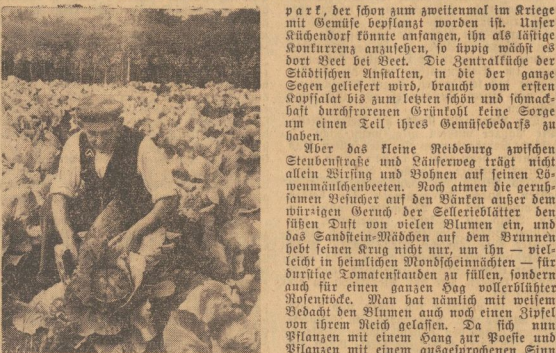 park, der schon zum zweitenmal im Kriege
mit Gemüse bepflanzt worden ist. Unser
Küchendorf könnte anfangen, ihn als lästige
Konkurrenz anzusehen, so üppig wächst es
dort Beet bei Beet. Die Zentralküche der
Städtischen Anstalten, in die der ganze
Segen geliefert wird, braucht vom ersten
Kopfsalat bis zum letzten schön und schmack-
haft durchfrorenen Grünkohl keine Sorge
um einen Teil ihres Gemüsebedarfs zu
haben.
Aber das kleine Reideburg zwischen
Steubenstraße und Läuferweg trägt nicht
allein Wirsing und Bohnen auf seinen Lö-
wenmäulchenbeeten. Noch atmen die geruh-
samen Besucher auf den Bänken außer dem
würzigen Geruch der Sellerieblätter den
süßen Duft von vielen Blumen ein, und
das Sandstein-Mädchen auf dem Brunnen
hebt seinen Krug nicht nur, um ihn — viel-
leicht in heimlichen Mondscheinnächten — für
durstige Tomatenstauden zu füllen, sondern
auch für einen ganzen Hag vollerblühter
Rosenstöcke. Man hat nämlich mit weisem
Bedacht den Blumen auch noch einen Zipfel
von ihrem Reich gelassen. Da sich nun
Pflanzen mit einem Hang zur Poesie und
Pflanzen mit einem ausgesprochenen Sinn